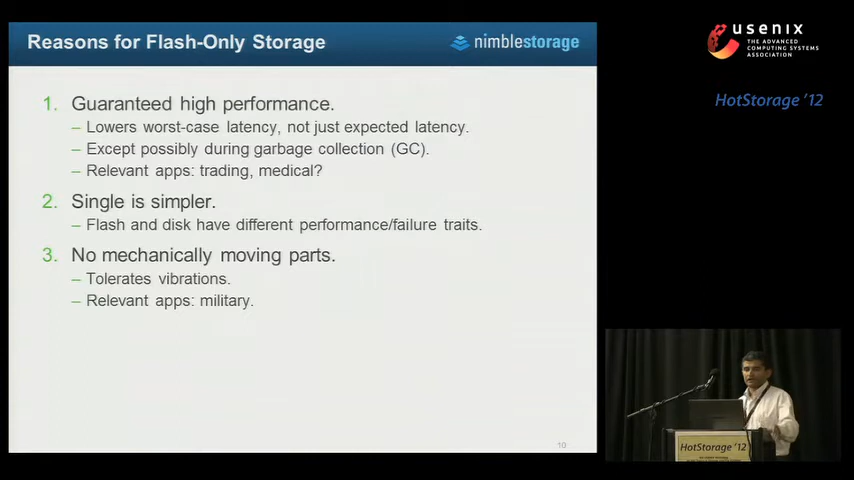 Reasons for Flash-Only Storage
nimblestorage
1. Guaranteed high performance.
– Lowers worst-case latency, not just expected latency.
– Except possibly during garbage collection (GC).
– Relevant apps: trading, medical?
2. Single is simpler.
– Flash and disk have different performance/failure traits.
3. No mechanically moving parts.
– Tolerates vibrations.
– Relevant apps: military.
10
usenix
THE ADVANCED
COMPUTING SYSTEMS
ASSOCIATION
HotStorage '12
HotStorage '12